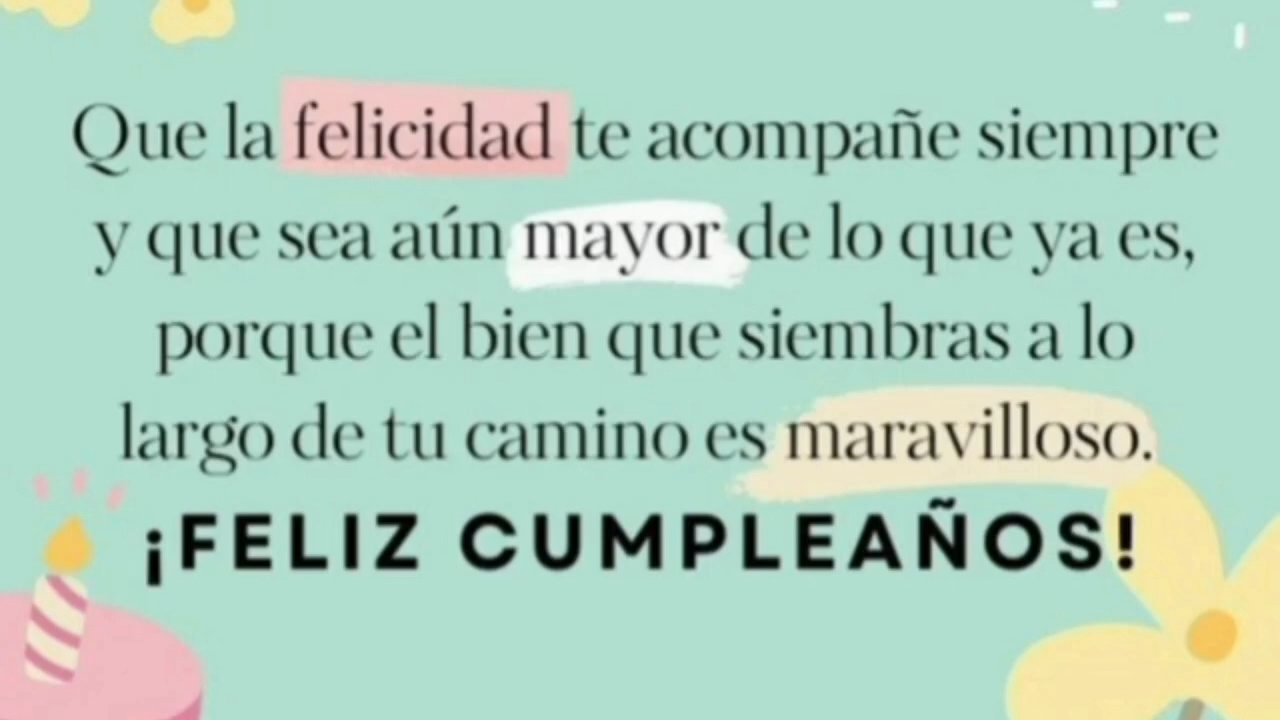 Que la felicidad te acompañe siempre
y que sea aún mayor de lo que ya es,
porque el bien que siembras a lo
largo de tu camino es maravilloso.
¡FELIZ CUMPLEAÑOS!